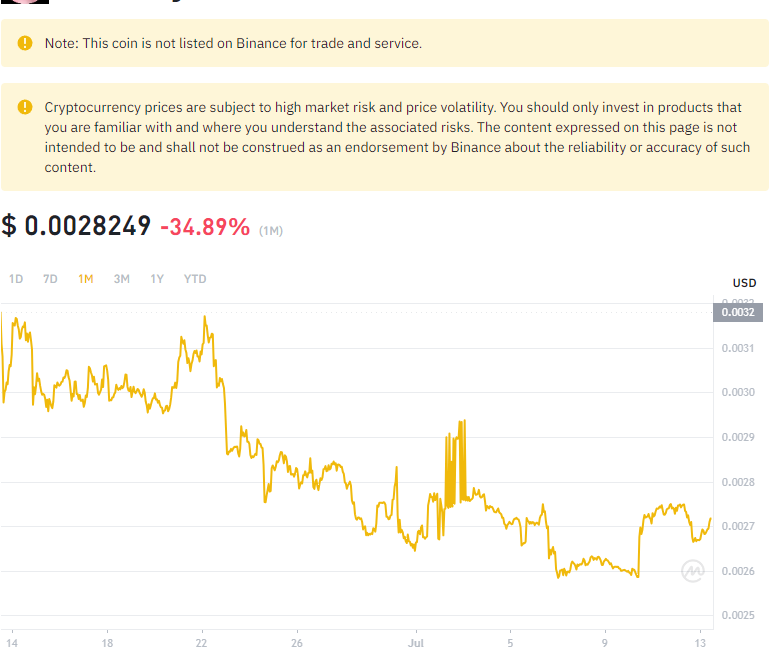 Note: This coin is not listed on Binance for trade and service.
Cryptocurrency prices are subject to high market risk and price volatility. You should only invest in products that
you are familiar with and where you understand the associated risks. The content expressed on this page is not
intended to be and shall not be construed as an endorsement by Binance about the reliability or accuracy of such
content.
$ 0.0028249 -34.89% (1M)
1D 7D 1M 3M 1Y YTD
USD
0.0032
0.0032
0.0031
0.0030
0.0029
0.0028
0.0027
0.0026
0.0025
14 18 22 26 Jul 5 9 13